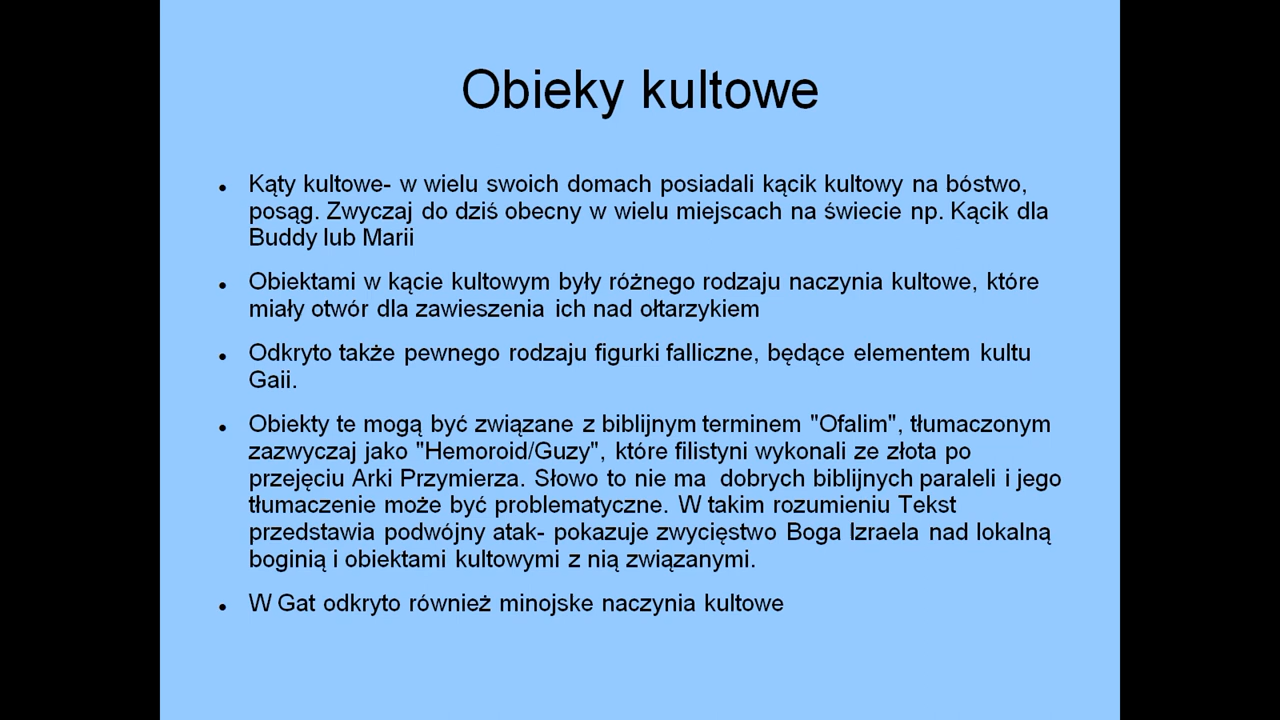 Obieky kultowe
Kąty kultowe- w wielu swoich domach posiadali kącik kultowy na bóstwo,
posąg. Zwyczaj do dziś obecny w wielu miejscach na świecie np. Kącik dla
Buddy lub Marii
Obiektami w kącie kultowym były różnego rodzaju naczynia kultowe, które
miały otwór dla zawieszenia ich nad ołtarzykiem
Odkryto także pewnego rodzaju figurki falliczne, będące elementem kultu
Gaii.
Obiekty te mogą być związane z biblijnym terminem "Ofalim", tłumaczonym
zazwyczaj jako "Hemoroid/Guzy", które filistyni wykonali ze złota po
przejęciu Arki Przymierza. Słowo to nie ma dobrych biblijnych paraleli i jego
tłumaczenie może być problematyczne. W takim rozumieniu Tekst
przedstawia podwójny atak- pokazuje zwycięstwo Boga Izraela nad lokalną
boginią i obiektami kultowymi z nią związanymi.
W Gat odkryto również minojske naczynia kultowe